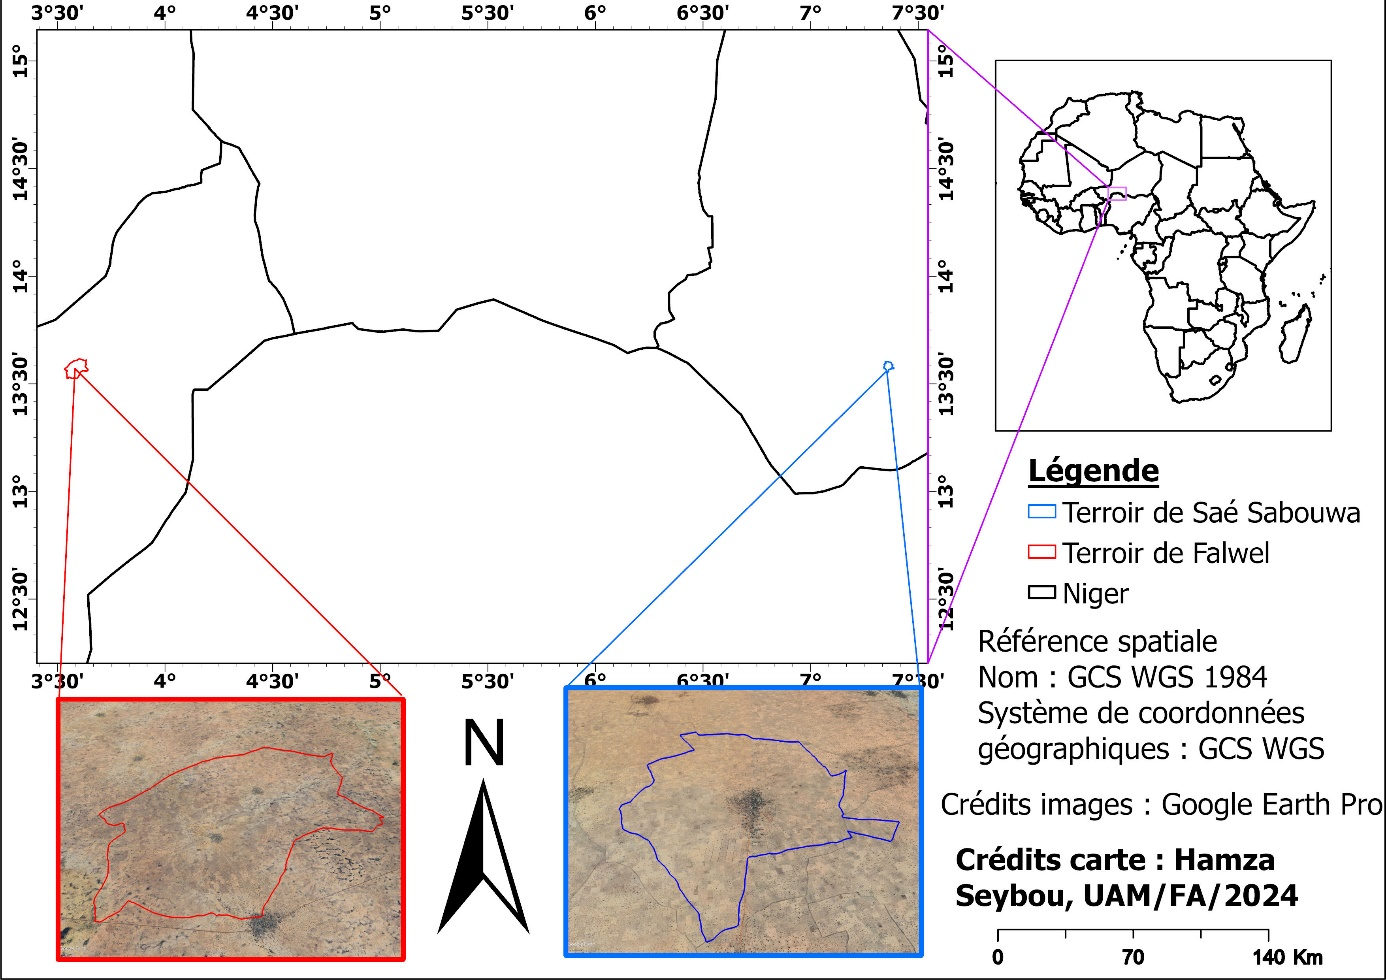 3°30' 4° 4°30' 5° 5°30' 6° 6°30' 7° 7°30'
15° 15°
14°30' 14°30'
14° 14°
13°30' 13°30'
13° 13°
12°30' 12°30'
3°30' 4° 4°30' 5° 5°30' 6° 6°30' 7° 7°30'
Légende
Terroir de Saé Sabouwa
Terroir de Falwel
Niger
Référence spatiale
Nom : GCS WGS 1984
Système de coordonnées
géographiques : GCS WGS
Crédits images : Google Earth Pro
Crédits carte : Hamza
Seybou, UAM/FA/2024
0 70 140 Km
N